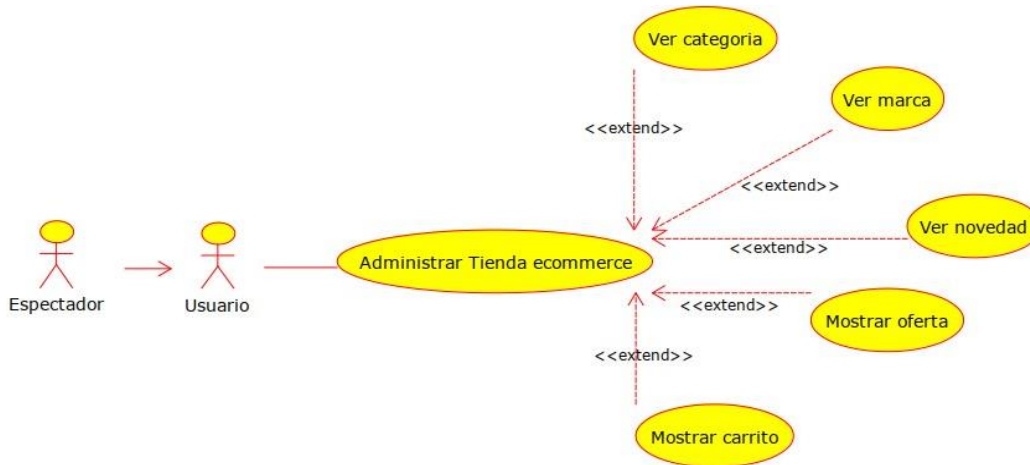 Ver categoria
<<extend>>
Ver marca
<<extend>>
Ver novedad
<<extend>>
Administrar Tienda ecommerce
Espectador
Usuario
<<extend>>
Mostrar oferta
<<extend>>
Mostrar carrito